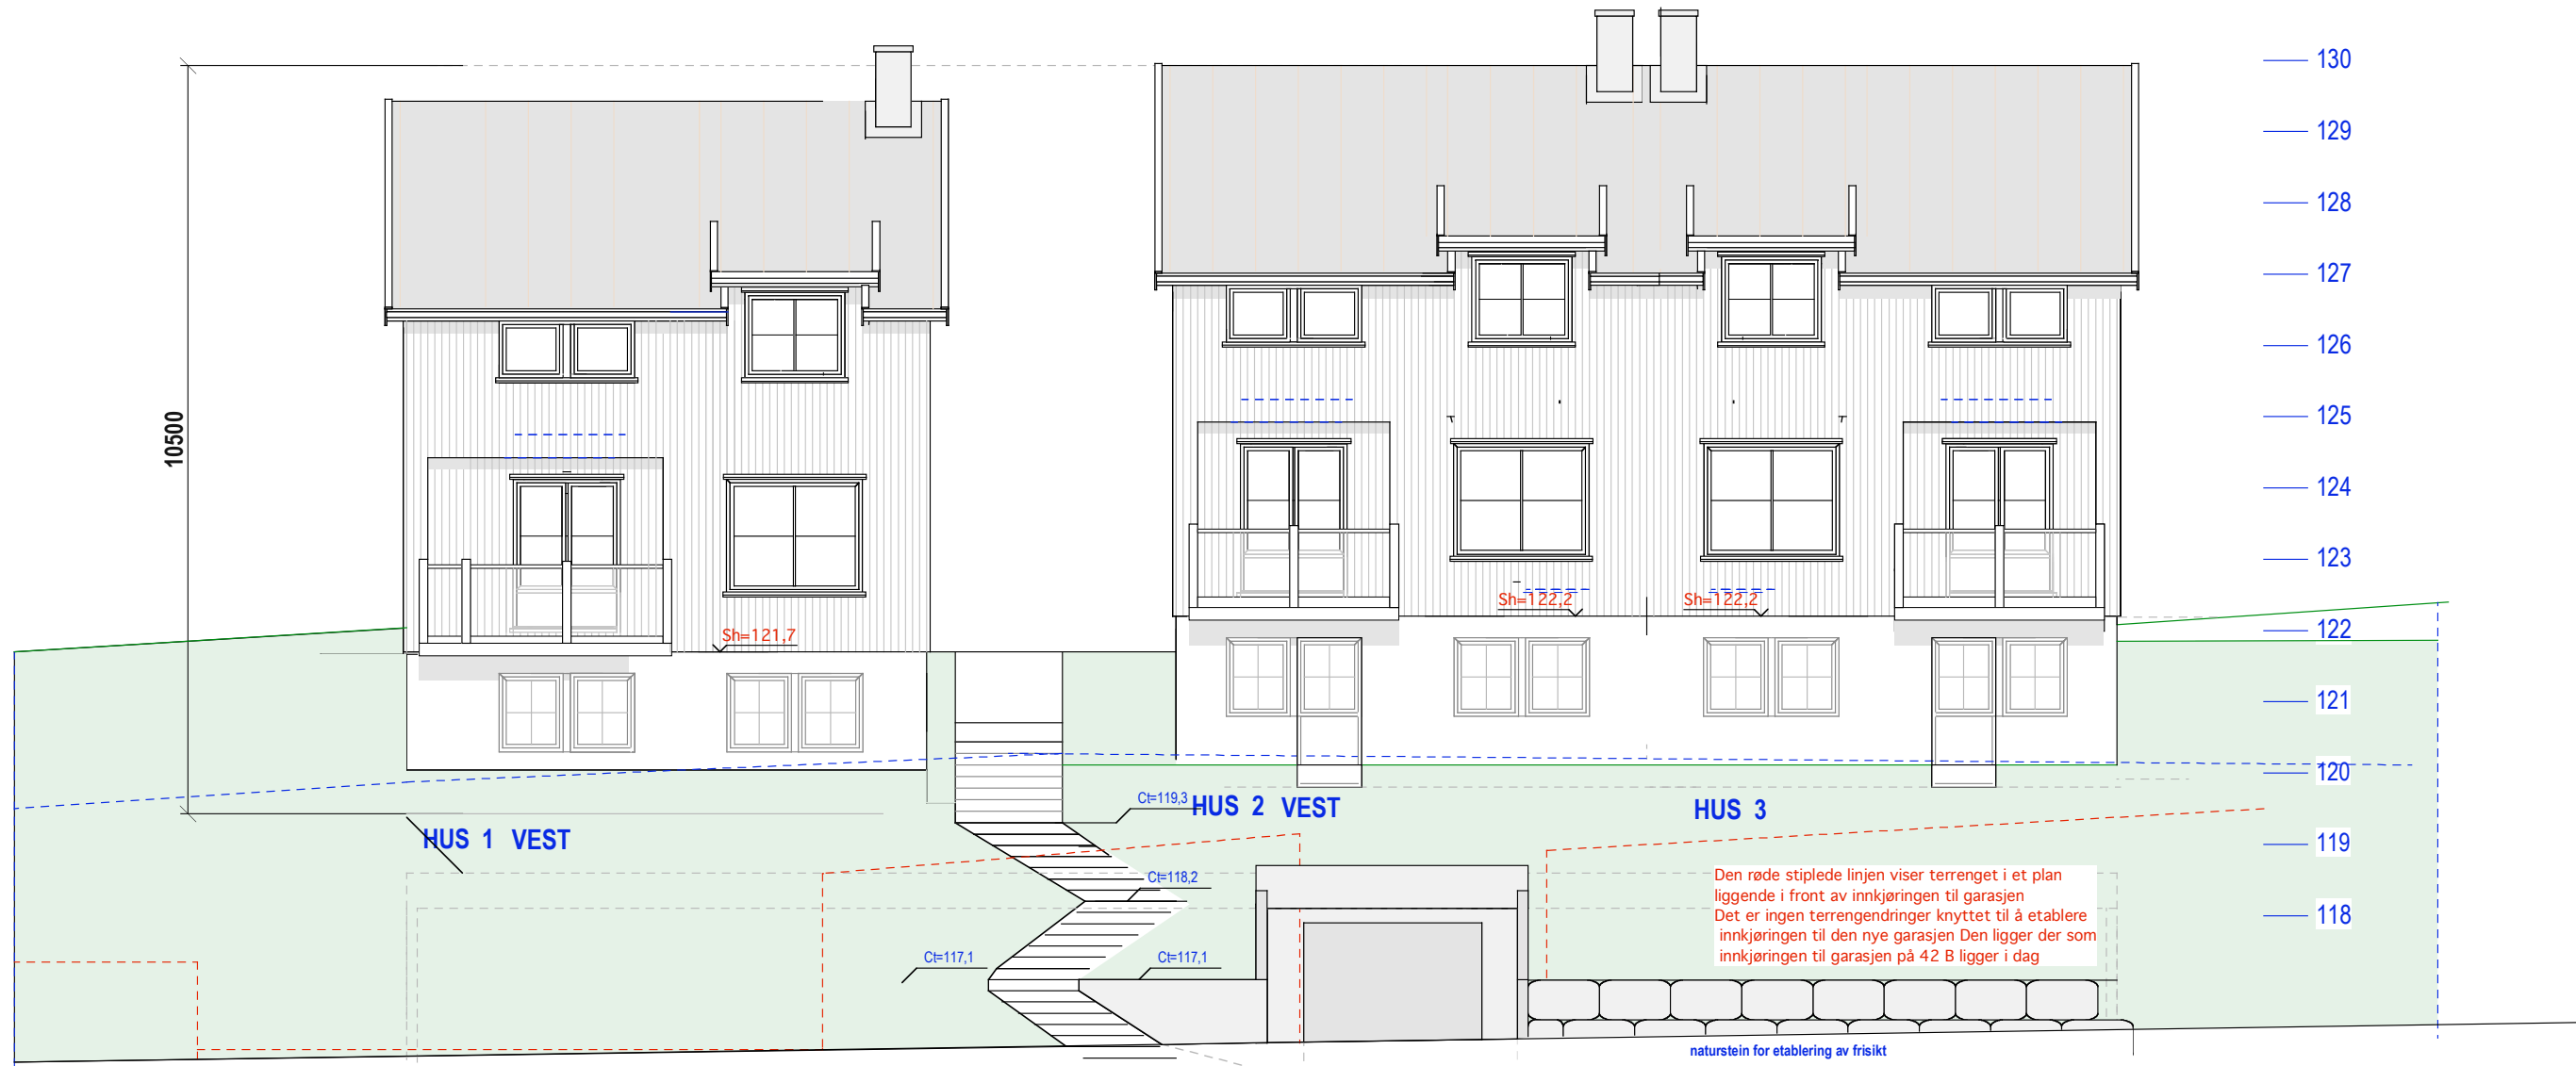 130
129
128
127
126
125
124
123
122
121
120
119
118
10500
Sh=121,7
Sh=122,2
Sh=122,2
HUS 1 VEST
HUS 2 VEST
HUS 3
Ct=119,3
Ct=118,2
Ct=117,1
Ct=117,1
Den røde stiplede linjen viser terrenget i et plan
liggende i front av innkjøringen til garasjen
Det er ingen terrengendringer knyttet til å etablere
innkjøringen til den nye garasjen Den ligger der som
innkjøringen til garasjen på 42 B ligger i dag
naturstein for etablering av frisikt